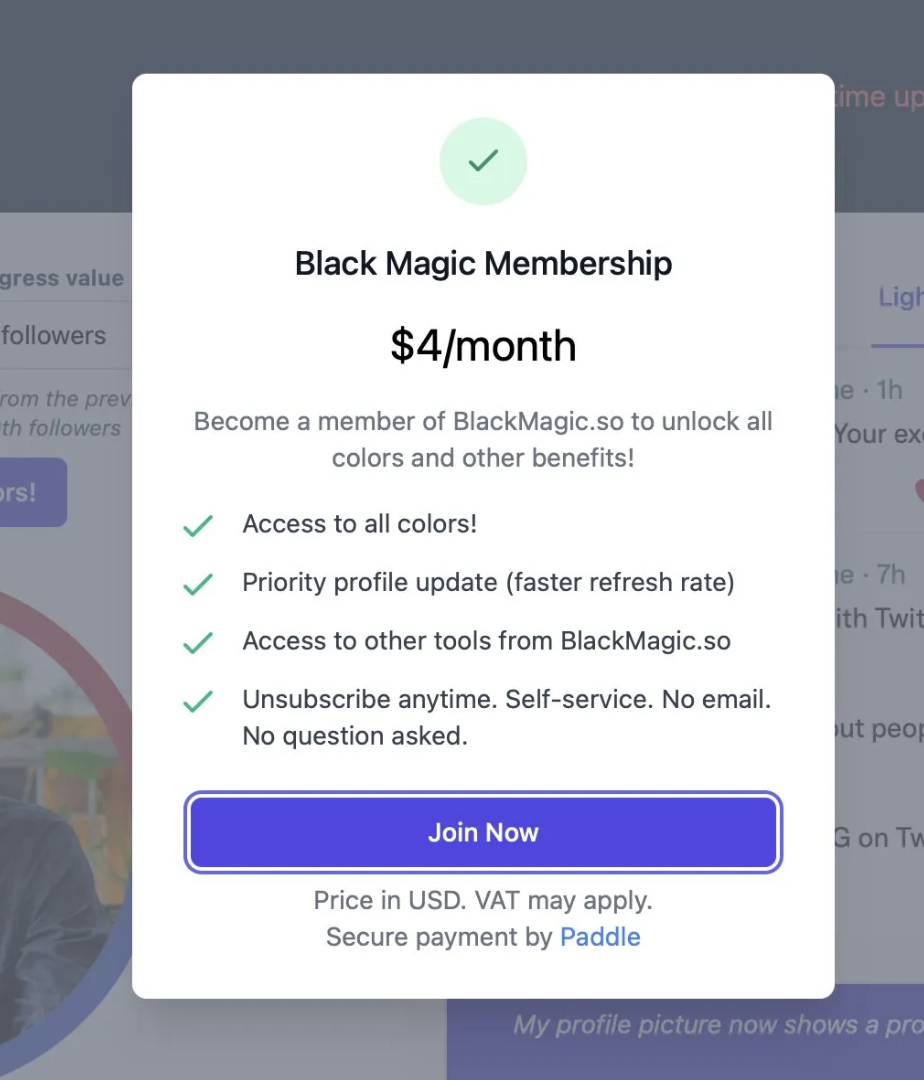 time up
Black Magic Membership
$4/month
Become a member of BlackMagic.so to unlock all
colors and other benefits!
Access to all colors!
Priority profile update (faster refresh rate)
Access to other tools from BlackMagic.so
Unsubscribe anytime. Self-service. No email.
No question asked.
Join Now
Price in USD. VAT may apply.
Secure payment by Paddle
gress value
followers
rom the prev
th followers
ors!
Ligh
e · 1h
Your exc
e · 7h
ith Twit
out peop
G on Tw
My profile picture now shows a pro